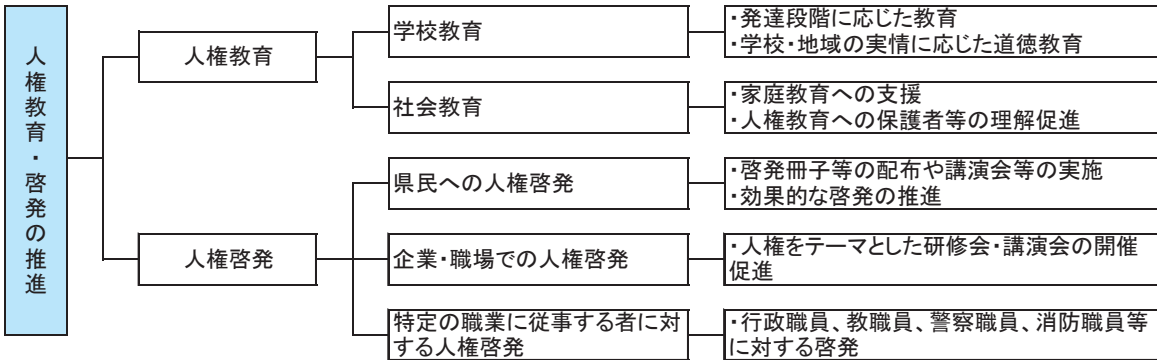 人権教育・啓発の推進
人権教育
学校教育
・発達段階に応じた教育
・学校・地域の実情に応じた道徳教育
社会教育
・家庭教育への支援
・人権教育への保護者等の理解促進
人権啓発
県民への人権啓発
・啓発冊子等の配布や講演会等の実施
・効果的な啓発の推進
企業・職場での人権啓発
・人権をテーマとした研修会・講演会の開催
促進
特定の職業に従事する者に対
する人権啓発
・行政職員、教職員、警察職員、消防職員等
に対する啓発